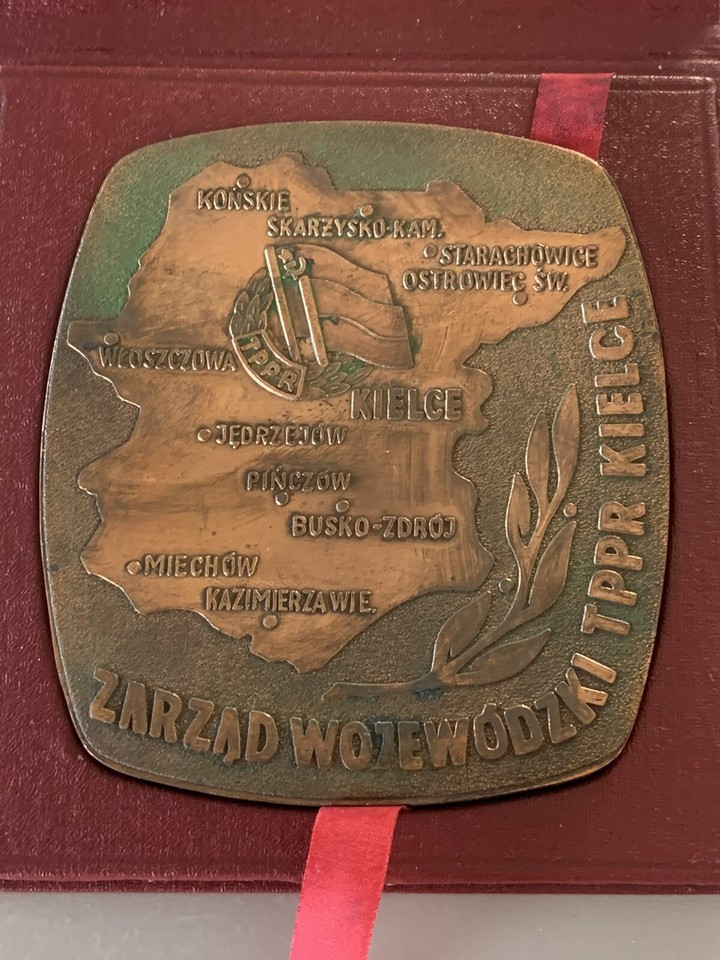 KOŃSKIE
SKARŻYSKO-KAM.
STARACHOWICE
OSTROWIEC ŚW.
WŁOSZCZOWA
TPPR
KIELCE
JĘDRZEJÓW
PIŃCZÓW
BUSKO-ZDRÓJ
MIECHÓW
KAZIMIERZA WIE.
ZARZĄD WOJEWÓDZKI TPPR KIELCE